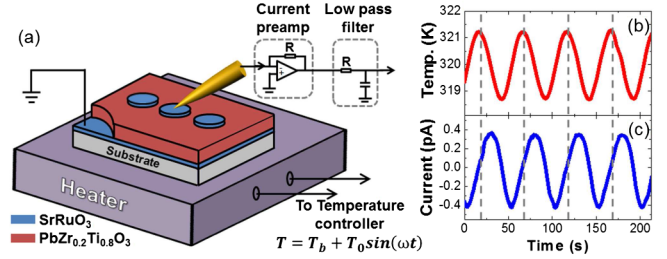 (a)
Current
preamp
Low pass
filter
R
R
Substrate
Heater
To Temperature
controller
T = T_b + T_0sin(ωt)
SrRuO₃
PbZr₀.₂Ti₀.₈O₃
(b)
Temp. (K)
322
321
320
319
(c)
Current (pA)
0.4
0.2
0.0
-0.2
-0.4
0 50 100 150 200
Time (s)